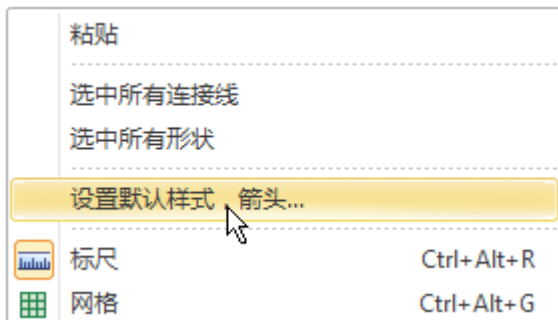 粘贴
选中所有连接线
选中所有形状
设置默认样式，箭头...
标尺 Ctrl+Alt+R
网格 Ctrl+Alt+G